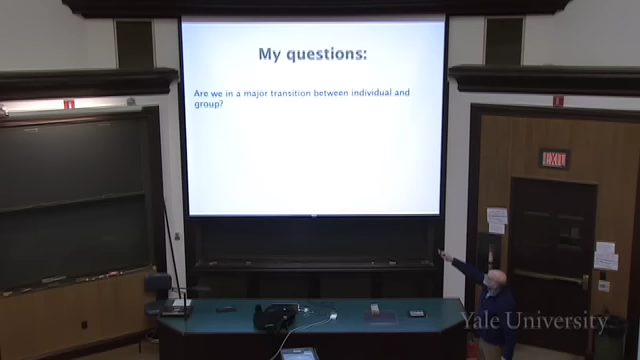 My questions:
Are we in a major transition between individual and
group?
EXIT
Yale University